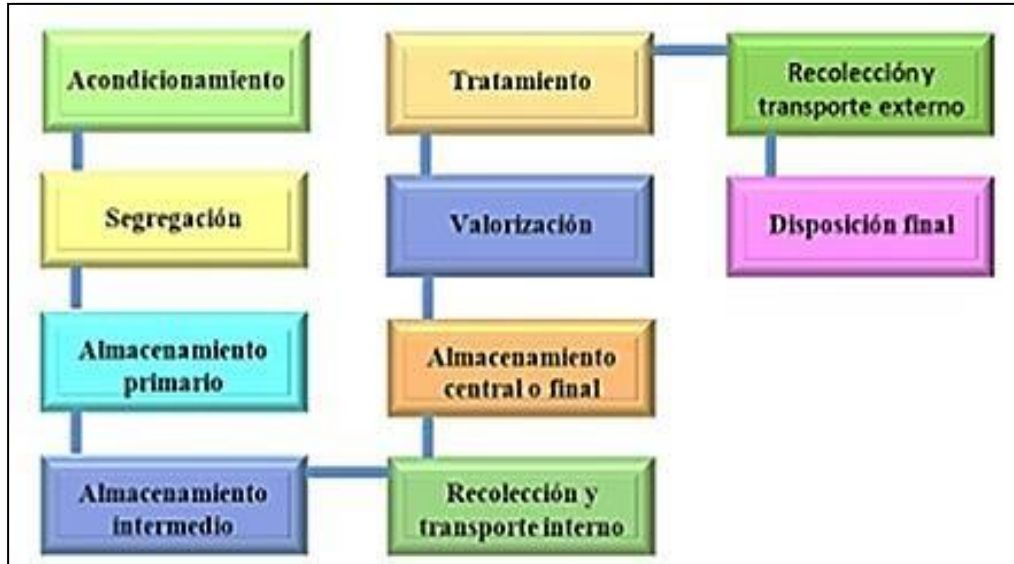 Acondicionamiento
Segregación
Almacenamiento
primario
Almacenamiento
intermedio
Recolección y
transporte interno
Almacenamiento
central o final
Valorización
Tratamiento
Recolección y
transporte externo
Disposición final